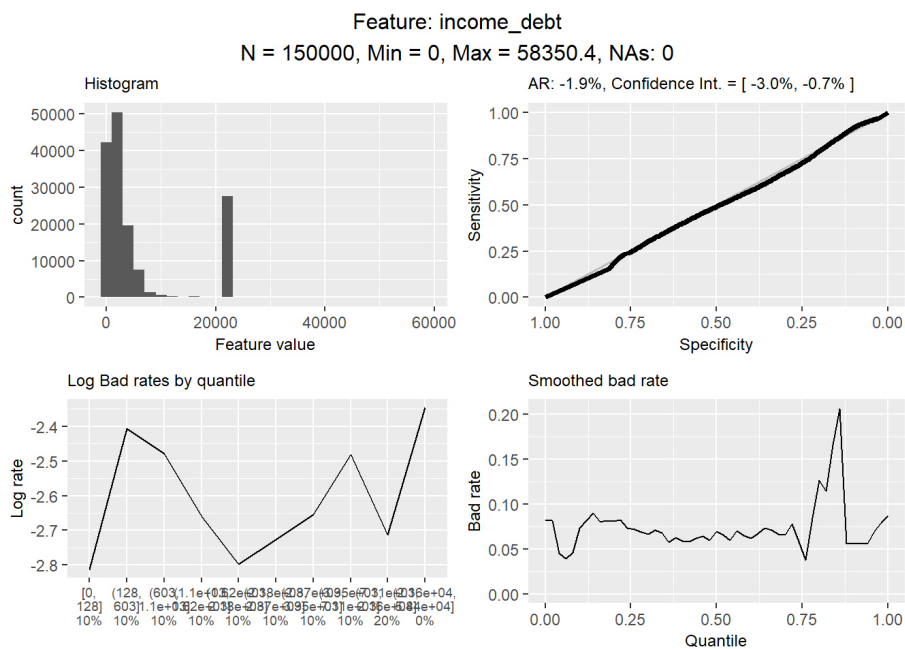 Feature: income_debt
N = 150000, Min = 0, Max = 58350.4, NAs: 0
Histogram
50000
40000
30000
20000
10000
0
count
0 20000 40000 60000
Feature value
AR: -1.9%, Confidence Int. = [ -3.0%, -0.7% ]
1.00
0.75
0.50
0.25
0.00
Sensitivity
1.00 0.75 0.50 0.25 0.00
Specificity
Log Bad rates by quantile
-2.4
-2.5
-2.6
-2.7
-2.8
Log rate
[0, (128, (603,
128] 603]
10% 10% 10% 10% 10% 10% 10% 10% 20% 0%
Smoothed bad rate
0.20
0.15
0.10
0.05
0.00
Bad rate
0.00 0.25 0.50 0.75 1.00
Quantile